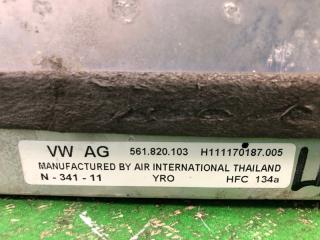 VW AG 561.820.103 H111170187.005
MANUFACTURED BY AIR INTERNATIONAL THAILAND
N - 341 - 11 YRO HFC 134a